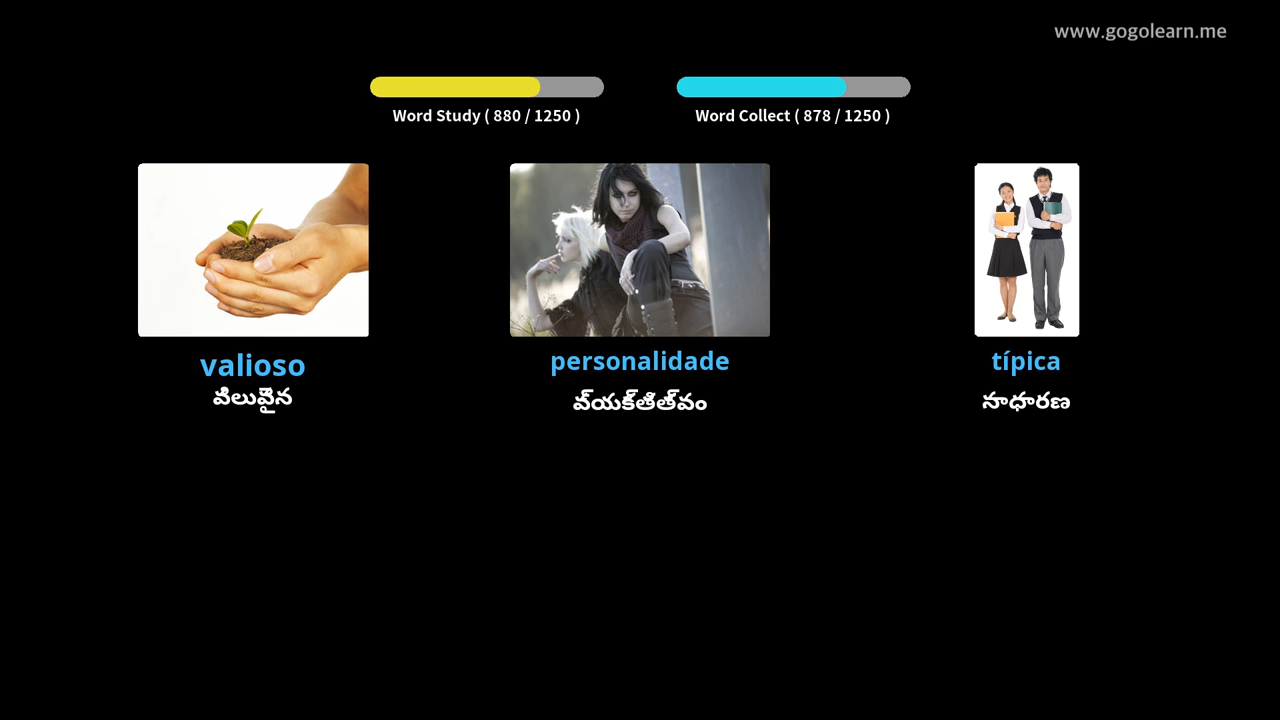 www.gogolearn.me
Word Study ( 880 / 1250 )
Word Collect ( 878 / 1250 )
valioso
విలువైన
personalidade
వ్యక్తిత్వం
típica
సాధారణ